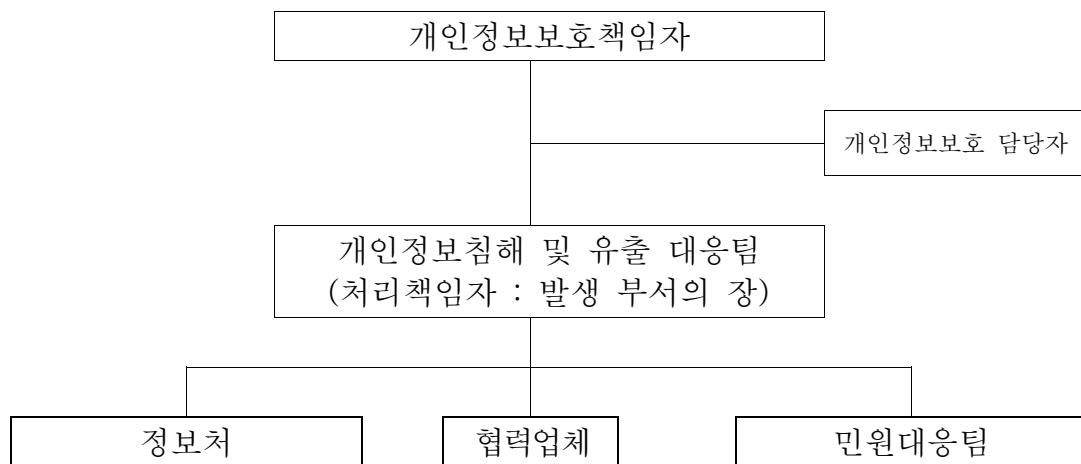 개인정보보호책임자
개인정보보호 담당자
개인정보침해 및 유출 대응팀
(처리책임자 : 발생 부서의 장)
정보처
협력업체
민원대응팀